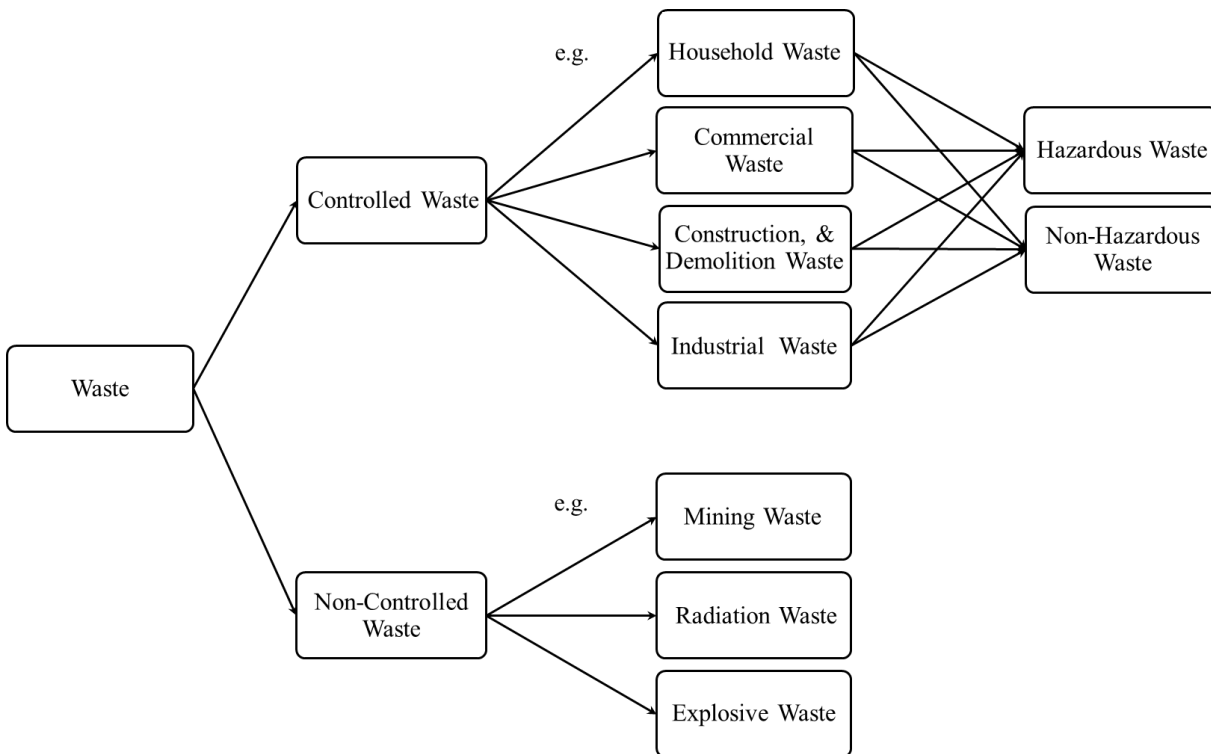 e.g.
Household Waste
Commercial
Waste
Construction, &
Demolition Waste
Industrial Waste
Controlled Waste
Hazardous Waste
Non-Hazardous
Waste
Waste
e.g.
Mining Waste
Non-Controlled
Waste
Radiation Waste
Explosive Waste